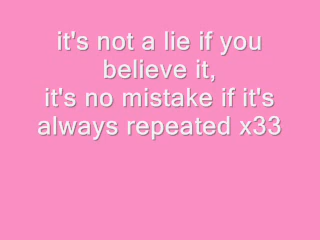 it's not a lie if you
believe it,
it's no mistake if it's
always repeated x33